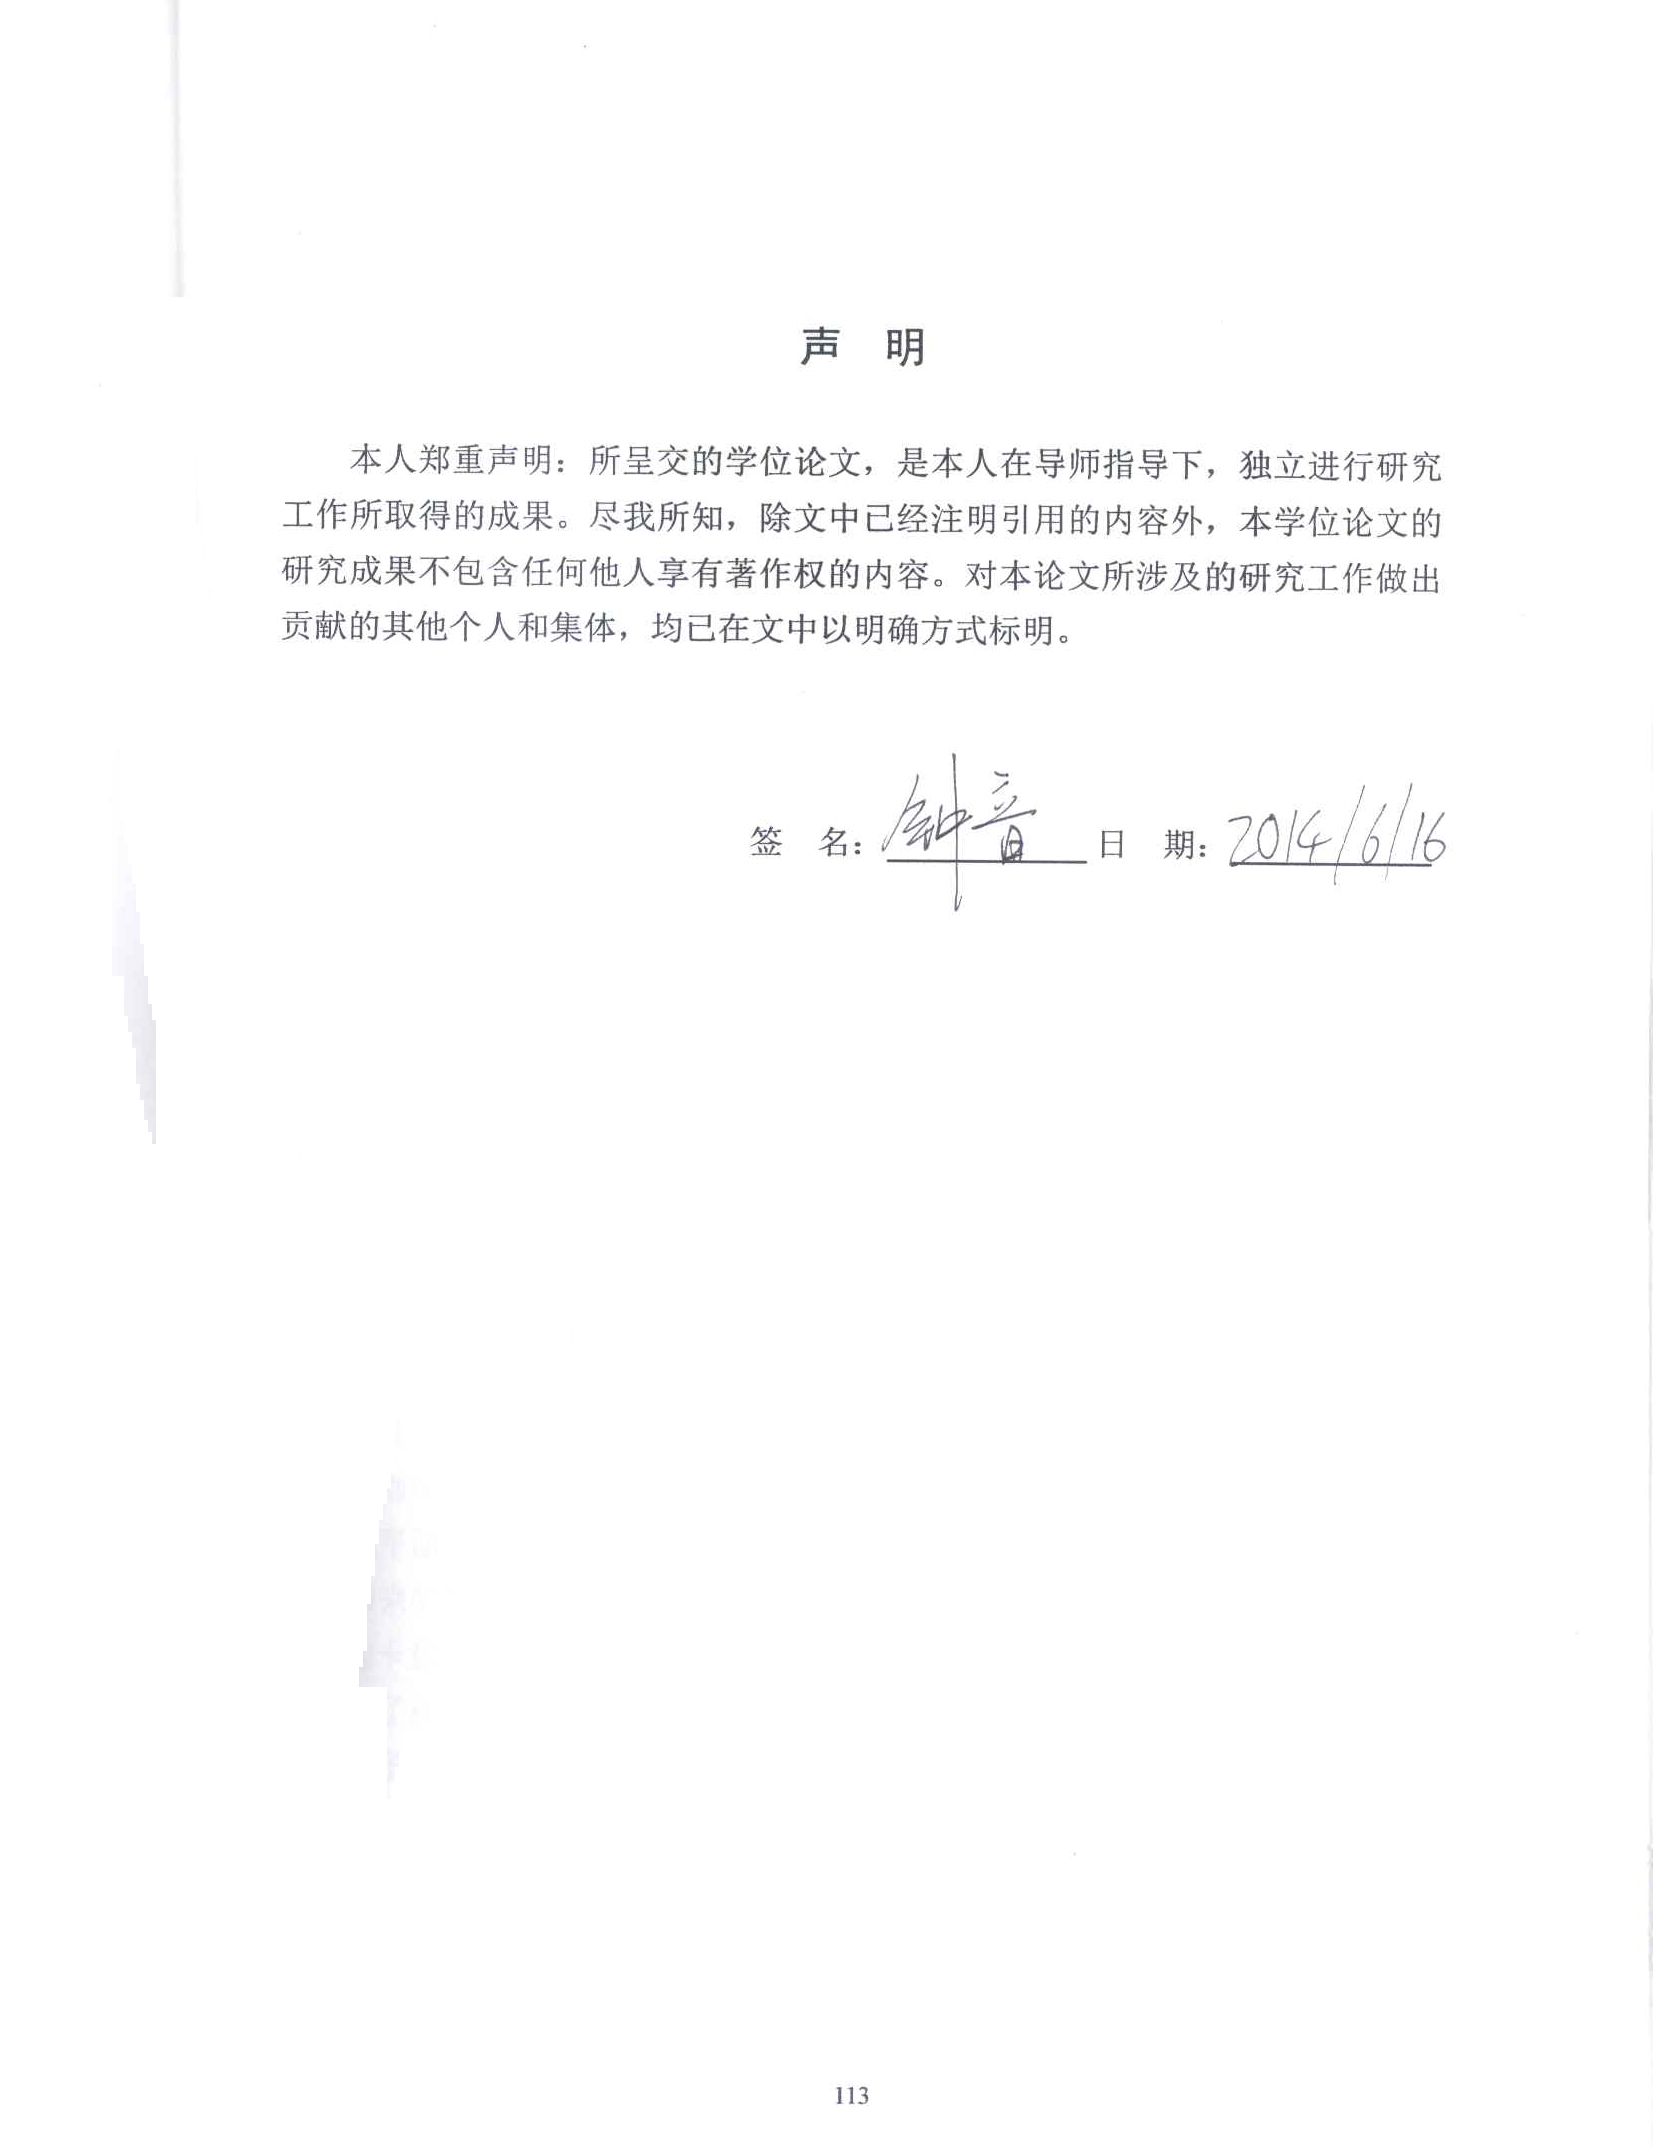 声 明
本人郑重声明：所呈交的学位论文，是本人在导师指导下，独立进行研究
工作所取得的成果。尽我所知，除文中已经注明引用的内容外，本学位论文的
研究成果不包含任何他人享有著作权的内容。对本论文所涉及的研究工作做出
贡献的其他个人和集体，均已在文中以明确方式标明。
签 名：钟音 日 期：2014/6/16
113